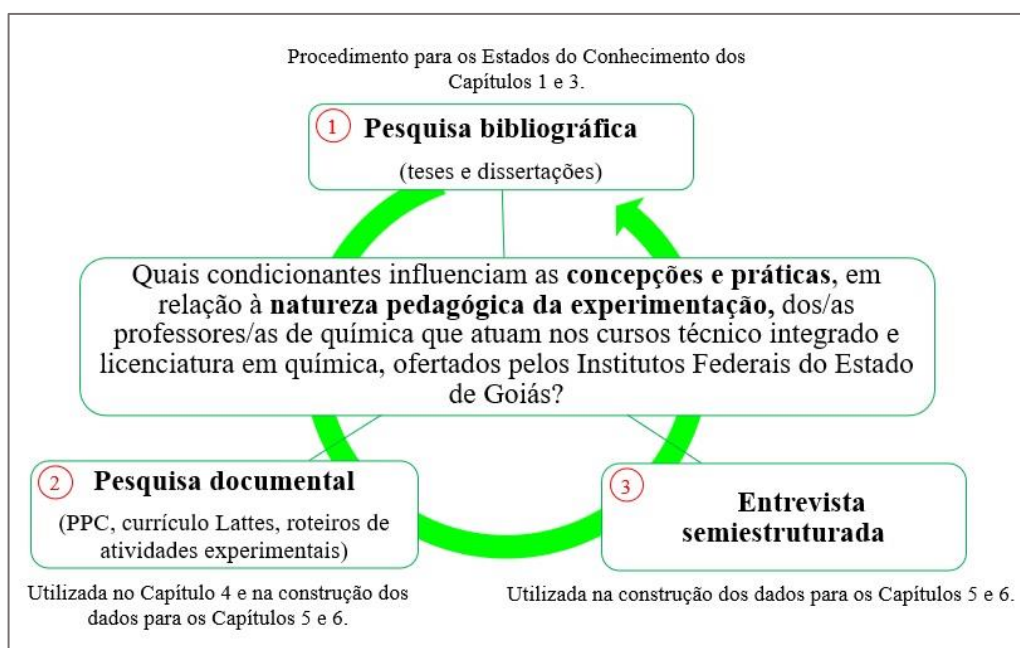 Procedimento para os Estados do Conhecimento dos
Capítulos 1 e 3.
1 Pesquisa bibliográfica
(teses e dissertações)
Quais condicionantes influenciam as concepções e práticas, em
relação à natureza pedagógica da experimentação, dos/as
professores/as de química que atuam nos cursos técnico integrado e
licenciatura em química, ofertados pelos Institutos Federais do Estado
de Goiás?
2 Pesquisa documental
(PPC, currículo Lattes, roteiros de
atividades experimentais)
Utilizada no Capítulo 4 e na construção dos
dados para os Capítulos 5 e 6.
3 Entrevista
semiestruturada
Utilizada na construção dos dados para os Capítulos 5 e 6.